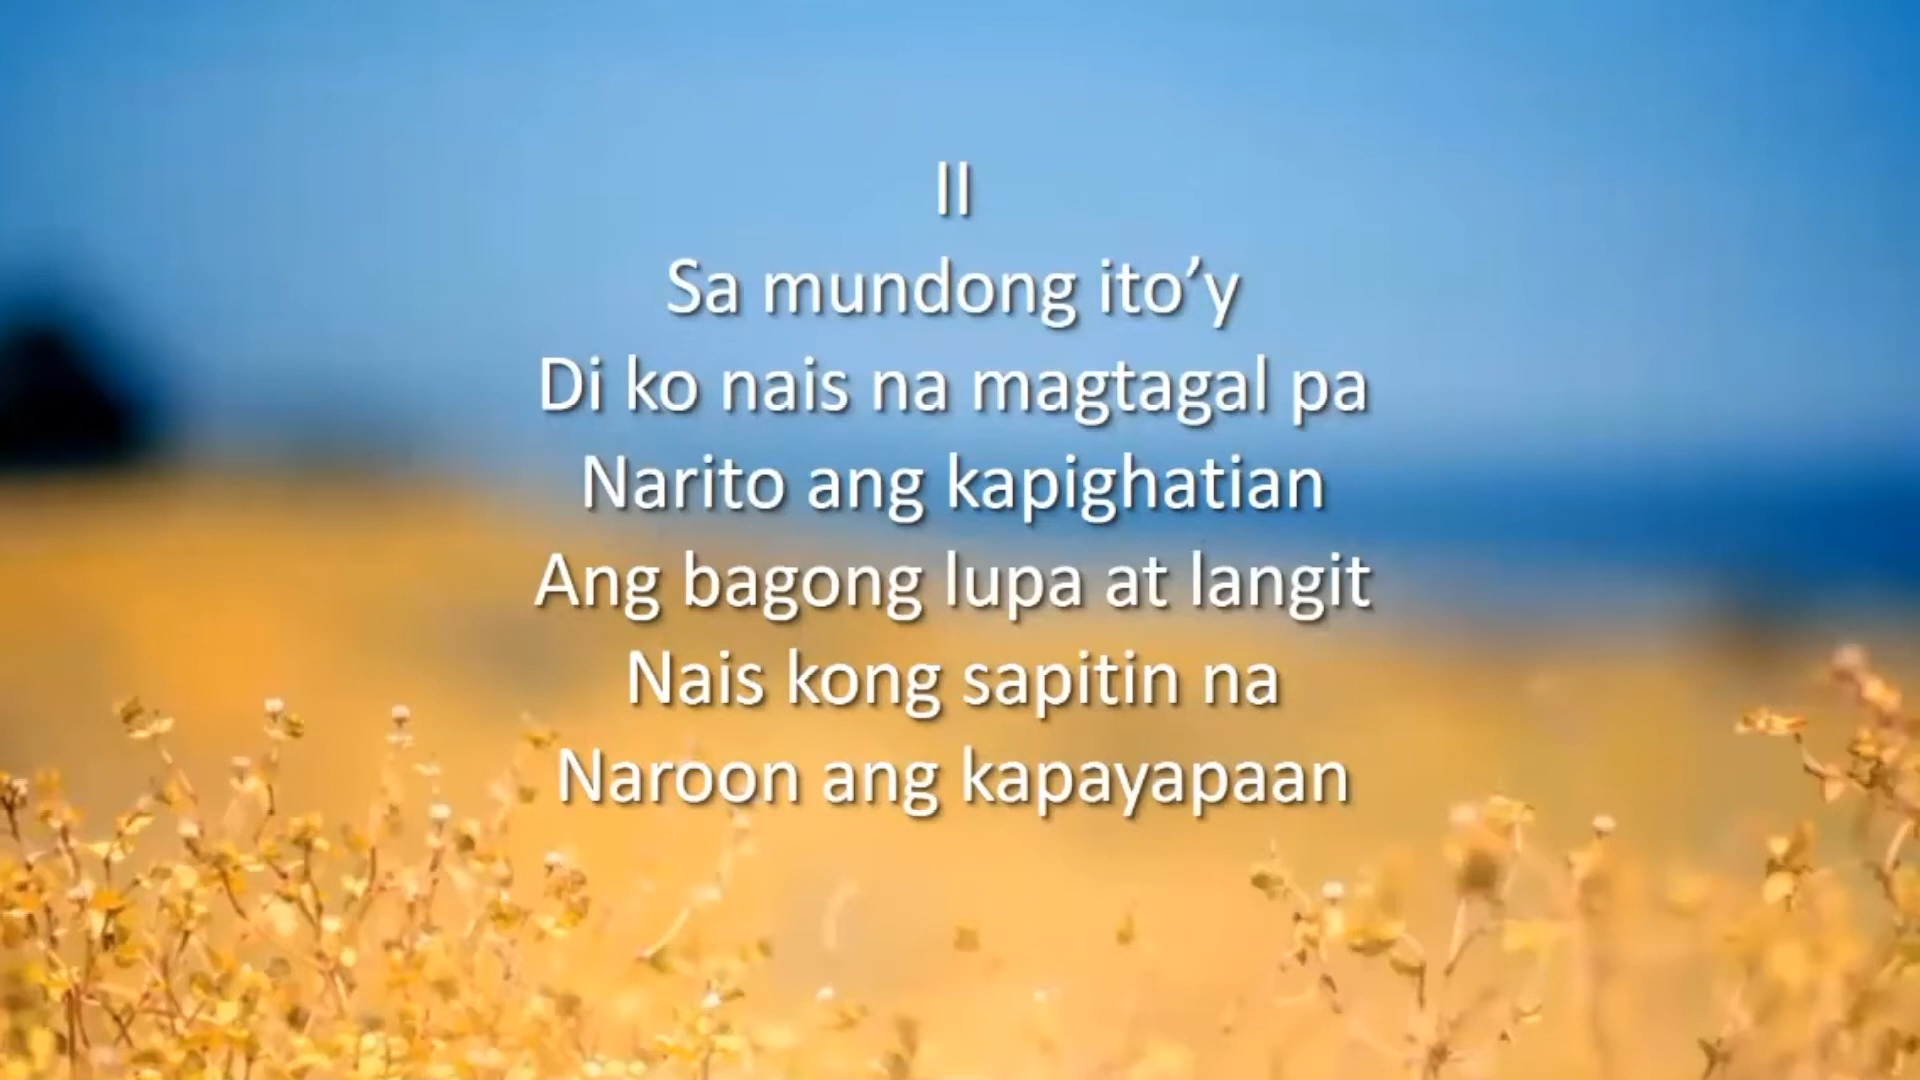 II
Sa mundong ito’y
Di ko nais na magtagal pa
Narito ang kapighatian
Ang bagong lupa at langit
Nais kong sapitin na
Naroon ang kapayapaan